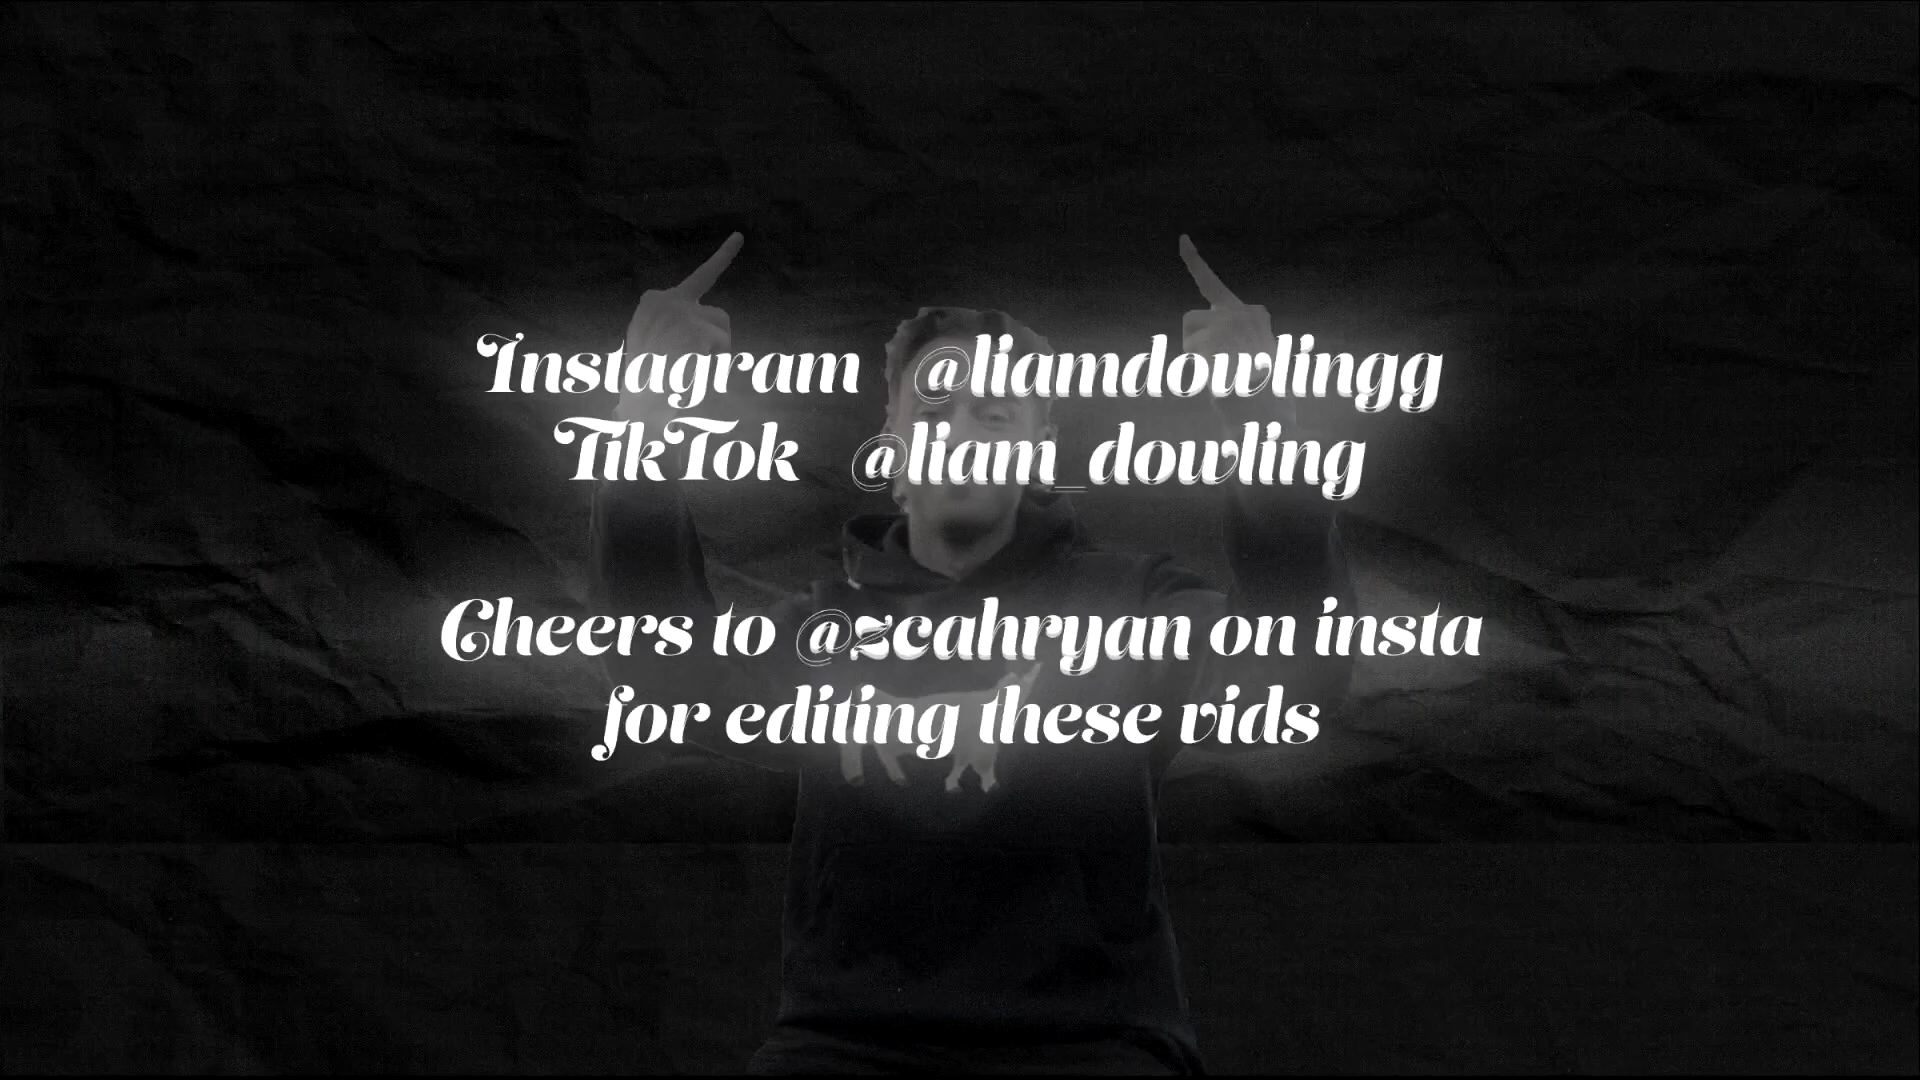 Instagram @liamdowlingg
TikTok @liam_dowling
Cheers to @zcahryan on insta
for editing these vids